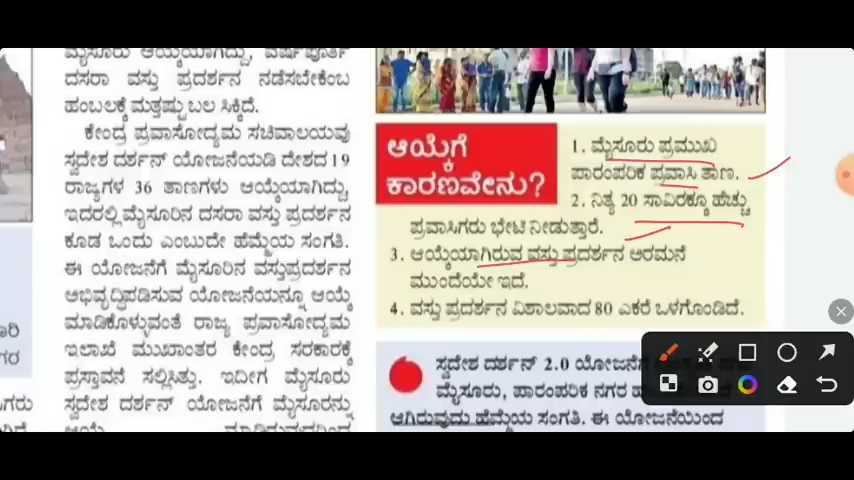 ಮೈಸೂರು ಆಯ್ಕೆಯಾಗಿದ್ದು, ವರ್ಷಪೂರ್ತಿ
ದಸರಾ ವಸ್ತು ಪ್ರದರ್ಶನ ನಡೆಸಬೇಕೆಂಬ
ಹಂಬಲಕ್ಕೆ ಮತ್ತಷ್ಟು ಬಲ ಸಿಕ್ಕಿದೆ.
ಕೇಂದ್ರ ಪ್ರವಾಸೋದ್ಯಮ ಸಚಿವಾಲಯವು
ಸ್ವದೇಶ ದರ್ಶನ್ ಯೋಜನೆಯಡಿ ದೇಶದ 19
ರಾಜ್ಯಗಳ 36 ತಾಣಗಳು ಆಯ್ಕೆಯಾಗಿದ್ದು,
ಇದರಲ್ಲಿ ಮೈಸೂರಿನ ದಸರಾ ವಸ್ತು ಪ್ರದರ್ಶನ
ಕೂಡ ಒಂದು ಎಂಬುದೇ ಹೆಮ್ಮೆಯ ಸಂಗತಿ.
ಈ ಯೋಜನೆಗೆ ಮೈಸೂರಿನ ವಸ್ತುಪ್ರದರ್ಶನ
ಅಭಿವೃದ್ಧಿಪಡಿಸುವ ಯೋಜನೆಯನ್ನೂ ಆಯ್ಕೆ
ಮಾಡಿಕೊಳ್ಳುವಂತೆ ರಾಜ್ಯ ಪ್ರವಾಸೋದ್ಯಮ
ಇಲಾಖೆ ಮುಖಾಂತರ ಕೇಂದ್ರ ಸರಕಾರಕ್ಕೆ
ಪ್ರಸ್ತಾವನೆ ಸಲ್ಲಿಸಿತ್ತು. ಇದೀಗ ಮೈಸೂರು
ಸ್ವದೇಶ ದರ್ಶನ್ ಯೋಜನೆಗೆ ಮೈಸೂರನ್ನು
ಆಯ್ಕೆಗೆ
ಕಾರಣವೇನು?
1. ಮೈಸೂರು ಪ್ರಮುಖ
ಪಾರಂಪರಿಕ ಪ್ರವಾಸಿ ತಾಣ.
2. ನಿತ್ಯ 20 ಸಾವಿರಕ್ಕೂ ಹೆಚ್ಚು
ಪ್ರವಾಸಿಗರು ಭೇಟಿ ನೀಡುತ್ತಾರೆ.
3. ಆಯ್ಕೆಯಾಗಿರುವ ವಸ್ತು ಪ್ರದರ್ಶನ ಅರಮನೆ
ಮುಂದೆಯೇ ಇದೆ.
4. ವಸ್ತು ಪ್ರದರ್ಶನ ವಿಶಾಲವಾದ 80 ಎಕರೆ ಒಳಗೊಂಡಿದೆ.
ಸ್ವದೇಶ ದರ್ಶನ್ 2.0 ಯೋಜನೆಗೆ
ಮೈಸೂರು, ಪಾರಂಪರಿಕ ನಗರ
ಆಗಿರುವುದು ಹೆಮ್ಮೆಯ ಸಂಗತಿ. ಈ ಯೋಜನೆಯಿಂದ